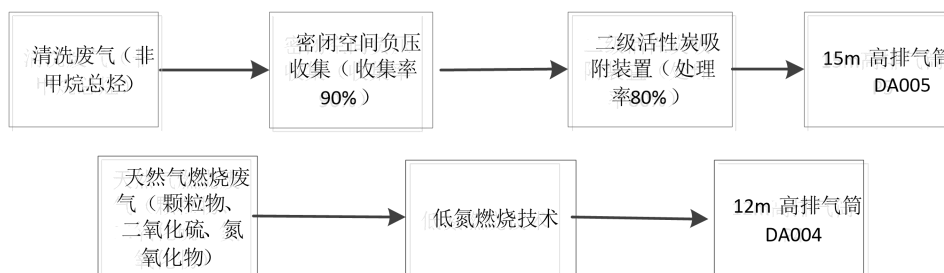 清洗废气（非
甲烷总烃）
密闭空间负压
收集（收集率
90%）
二级活性炭吸
附装置（处理
率80%）
15m 高排气筒
DA005
天然气燃烧废
气（颗粒物、
二氧化硫、氮
氧化物）
低氮燃烧技术
12m 高排气筒
DA004